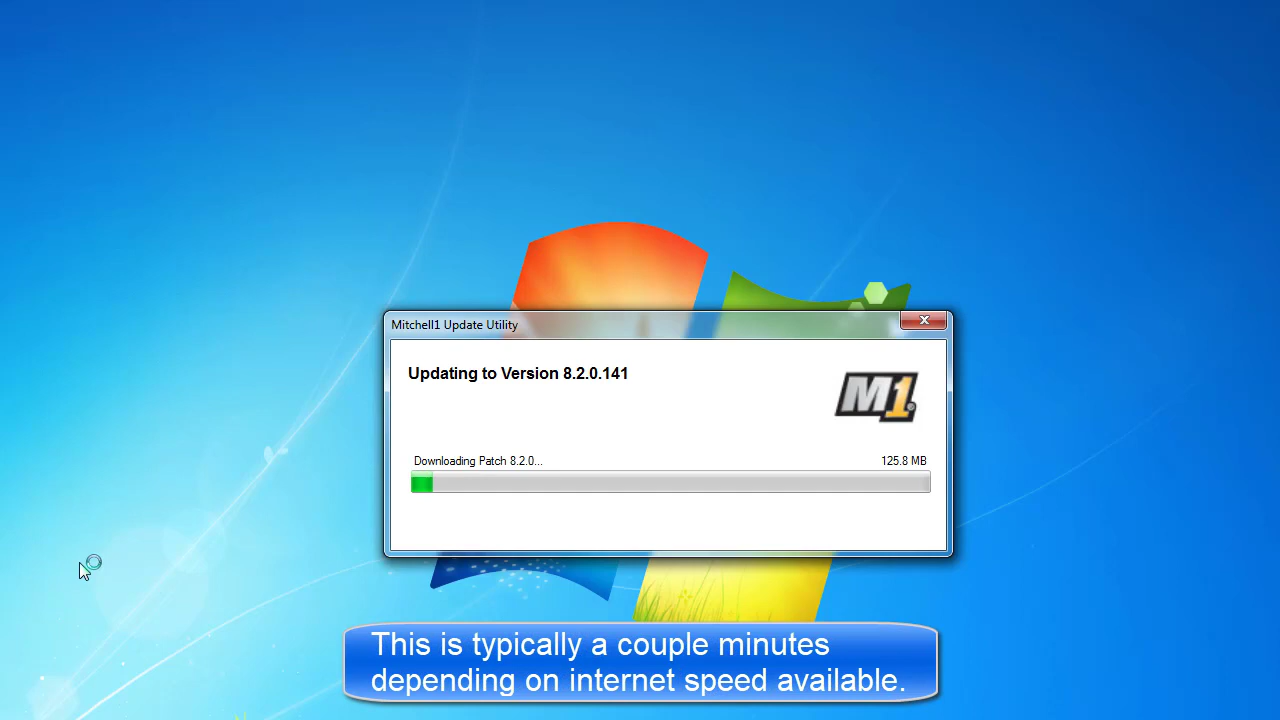 Mitchell1 Update Utility
Updating to Version 8.2.0.141
M1®
Downloading Patch 8.2.0...
125.8 MB
This is typically a couple minutes
depending on internet speed available.